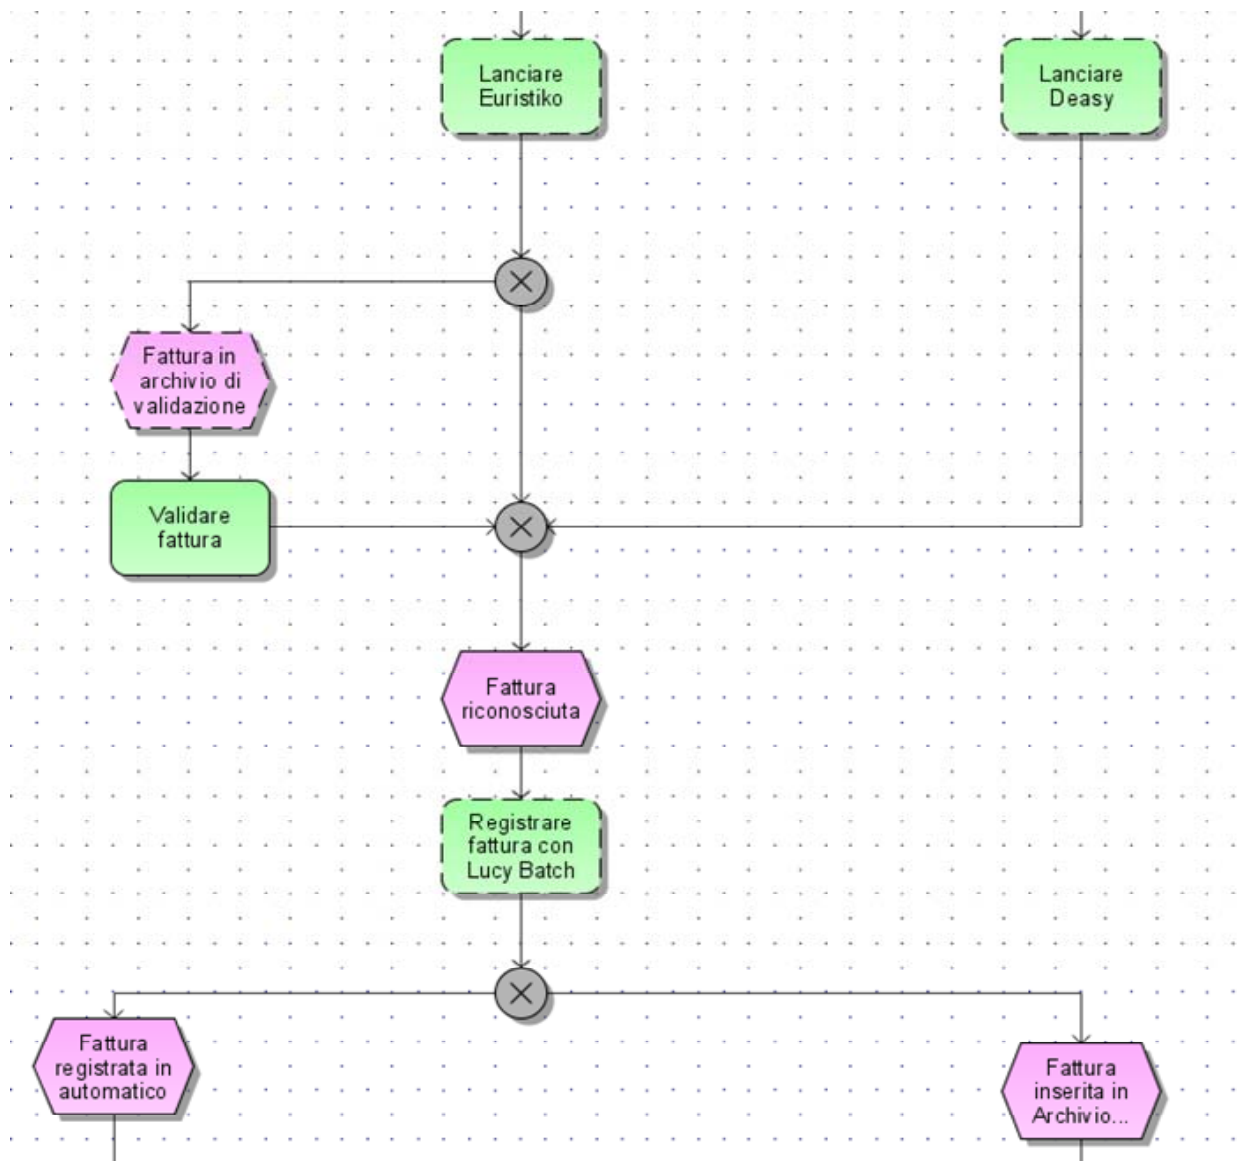 Lanciare
Euristiko
Lanciare
Deasy
Fattura in
archivio di
validazione
Validare
fattura
Fattura
riconosciuta
Registrare
fattura con
Lucy Batch
Fattura
registrata in
automatico
Fattura
inserita in
Archivio...